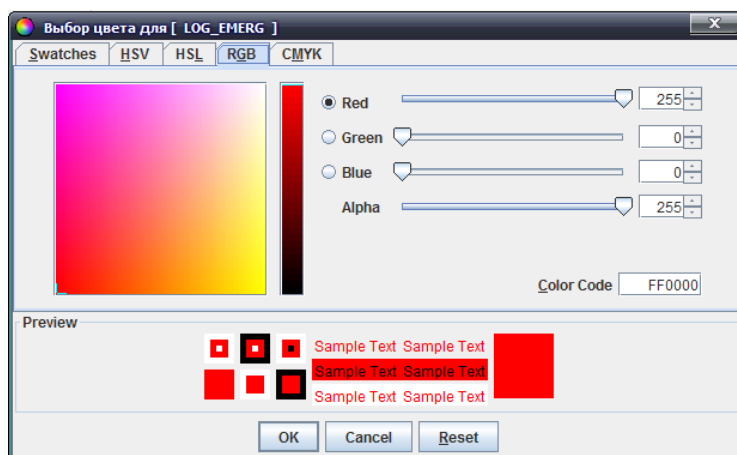 Выбор цвета для [ LOG_EMERG ]
Swatches HSV HSL RGB CMYK
Red 255
Green 0
Blue 0
Alpha 255
Color Code FF0000
Preview
Sample Text Sample Text
Sample Text Sample Text
Sample Text Sample Text
OK Cancel Reset